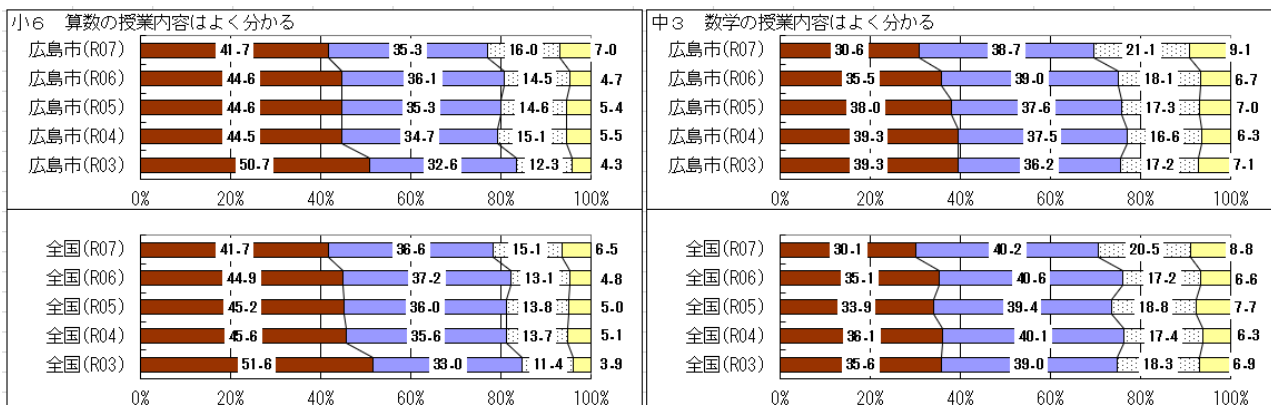 小6 算数の授業内容はよく分かる
広島市(R07) 41.7 35.3 16.0 7.0
広島市(R06) 44.6 36.1 14.5 4.7
広島市(R05) 44.6 35.3 14.6 5.4
広島市(R04) 44.5 34.7 15.1 5.5
広島市(R03) 50.7 32.6 12.3 4.3
0% 20% 40% 60% 80% 100%
全国(R07) 41.7 36.6 15.1 6.5
全国(R06) 44.9 37.2 13.1 4.8
全国(R05) 45.2 36.0 13.8 5.0
全国(R04) 45.6 35.6 13.7 5.1
全国(R03) 51.6 33.0 11.4 3.9
0% 20% 40% 60% 80% 100%
中3 数学の授業内容はよく分かる
広島市(R07) 30.6 38.7 21.1 9.1
広島市(R06) 35.5 39.0 18.1 6.7
広島市(R05) 38.0 37.6 17.3 7.0
広島市(R04) 39.3 37.5 16.6 6.3
広島市(R03) 39.3 36.2 17.2 7.1
0% 20% 40% 60% 80% 100%
全国(R07) 30.1 40.2 20.5 8.8
全国(R06) 35.1 40.6 17.2 6.6
全国(R05) 33.9 39.4 18.8 7.7
全国(R04) 36.1 40.1 17.4 6.3
全国(R03) 35.6 39.0 18.3 6.9
0% 20% 40% 60% 80% 100%